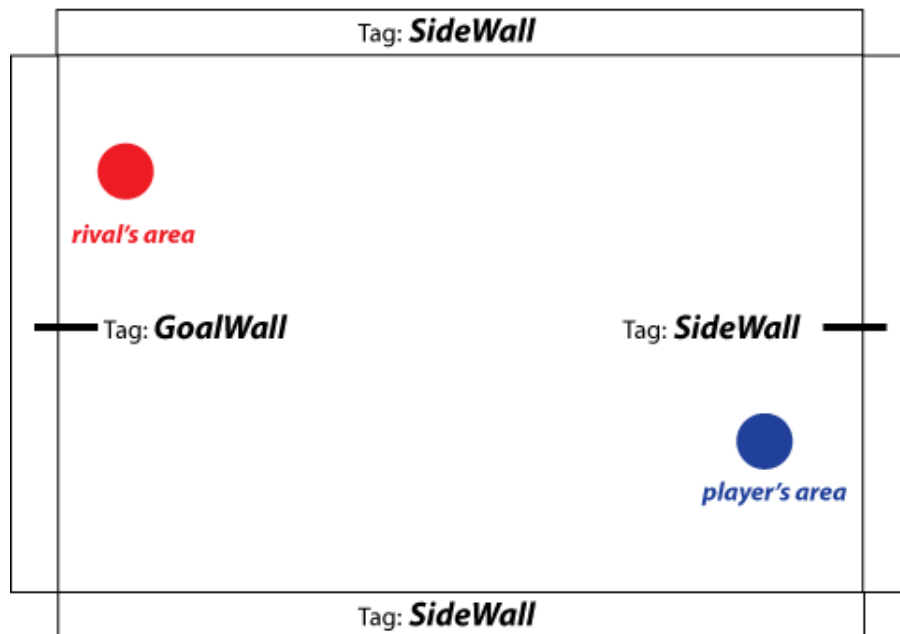 Tag: SideWall
rival's area
Tag: GoalWall
Tag: SideWall
player's area
Tag: SideWall